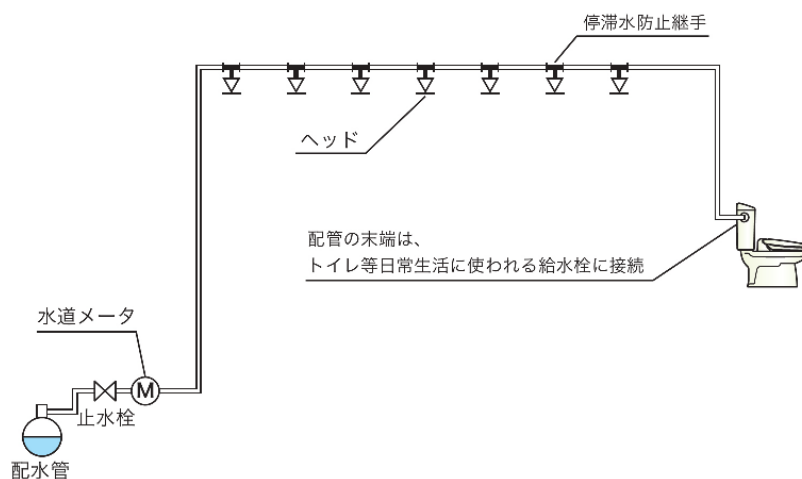 停滞水防止継手
ヘッド
配管の末端は、
トイレ等日常生活に使われる給水栓に接続
水道メータ
M
止水栓
配水管